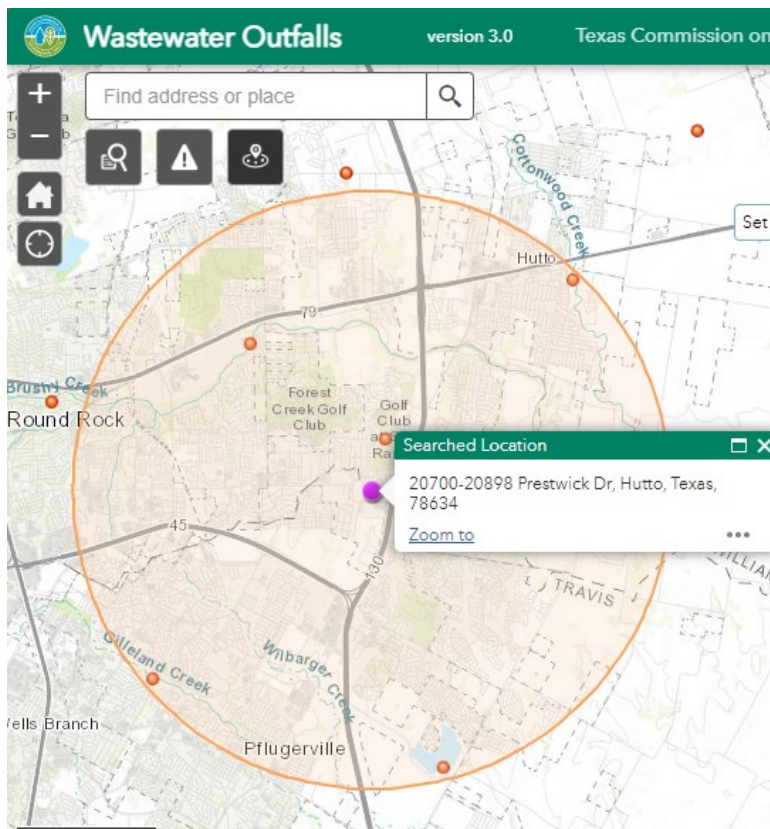 Wastewater Outfalls
version 3.0
Texas Commission on
+
Find address or place
−
Cottonwood Creek
Set
Hutto
79
Brushy Creek
Round Rock
Forest
Creek Golf
Club
Golf
Club
Searched Location
20700-20898 Prestwick Dr, Hutto, Texas,
78634
Zoom to
45
130
TRAVIS
Gilleland Creek
Wilbarger Creek
Wells Branch
Pflugerville